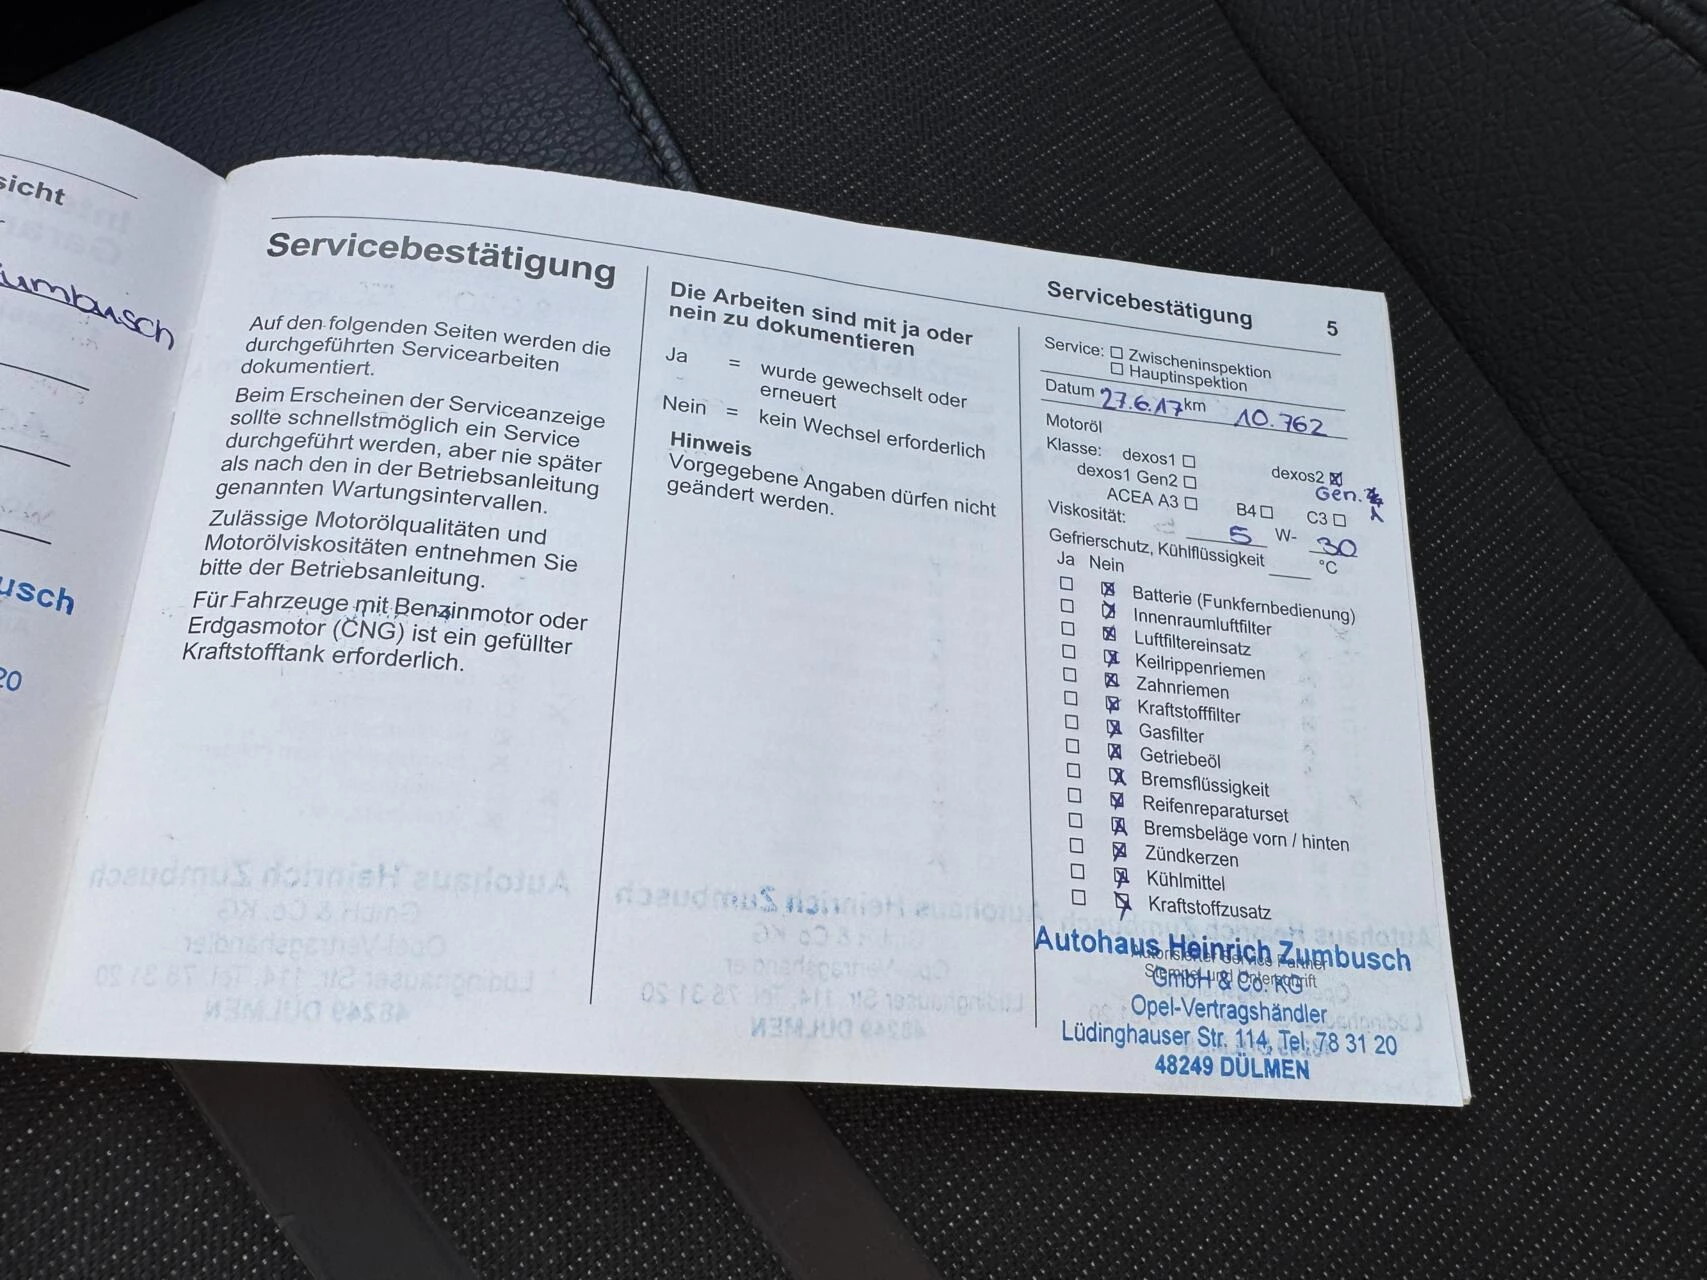 sicht
umbusch
usch
20
Servicebestätigung
Auf den folgenden Seiten werden die
durchgeführten Servicearbeiten
dokumentiert.
Beim Erscheinen der Serviceanzeige
sollte schnellstmöglich ein Service
durchgeführt werden, aber nie später
als nach den in der Betriebsanleitung
genannten Wartungsintervallen.
Zulässige Motorölqualitäten und
Motorölviskositäten entnehmen Sie
bitte der Betriebsanleitung.
Für Fahrzeuge mit Benzinmotor oder
Erdgasmotor (CNG) ist ein gefüllter
Kraftstofftank erforderlich.
Die Arbeiten sind mit ja oder
nein zu dokumentieren
Ja = wurde gewechselt oder
erneuert
Nein = kein Wechsel erforderlich
Hinweis
Vorgegebene Angaben dürfen nicht
geändert werden.
Servicebestätigung 5
Service: Zwischeninspektion
Hauptinspektion
Datum 27.6.17 km 10.762
Motoröl
Klasse: dexos1 dexos2
dexos1 Gen2 Gen.
ACEA A3 B4 C3
Viskosität: 5 W- 30
Gefrierschutz, Kühlflüssigkeit °C
Ja Nein
Batterie (Funkfernbedienung)
Innenraumluftfilter
Luftfiltereinsatz
Keilrippenriemen
Zahnriemen
Kraftstofffilter
Gasfilter
Getriebeöl
Bremsflüssigkeit
Reifenreparaturset
Bremsbeläge vorn / hinten
Zündkerzen
Kühlmittel
Kraftstoffzusatz
Autohaus Heinrich Zumbusch
Autorisierter Service Partner
Stempel und Unterschrift
GmbH & Co. KG
Opel-Vertragshändler
Lüdinghauser Str. 114, Tel. 78 31 20
48249 DÜLMEN